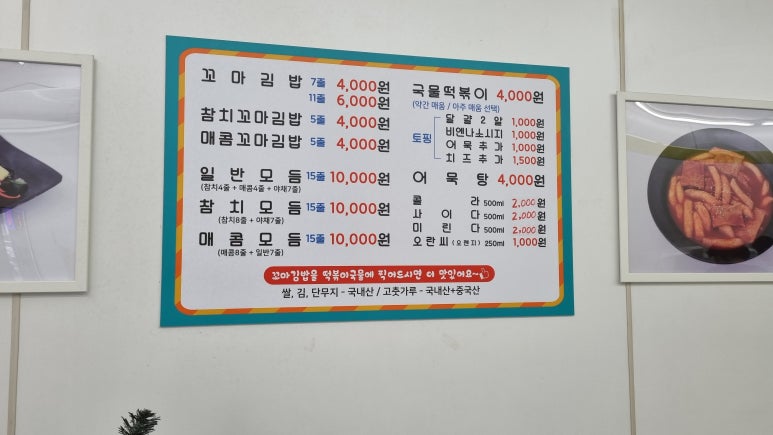 꼬마김밥 7줄 4,000원
11줄 6,000원
참치꼬마김밥 5줄 4,000원
매콤꼬마김밥 5줄 4,000원
일반모듬 15줄 10,000원
(참치4줄 + 매콤4줄 + 야채7줄)
참치모듬 15줄 10,000원
(참치8줄 + 야채7줄)
매콤모듬 15줄 10,000원
(매콤8줄 + 일반7줄)
국물떡볶이 4,000원
(약간 매움 / 아주 매움 선택)
토핑
달걀2알 1,000원
비엔나소시지 1,000원
어묵추가 1,000원
치즈추가 1,500원
어묵탕 4,000원
콜라 500ml 2,000원
사이다 500ml 2,000원
미린다 500ml 2,000원
오란씨(오렌지) 250ml 1,000원
꼬마김밥을 떡볶이국물에 찍어드시면 더 맛있어요~
쌀, 김, 단무지 - 국내산 / 고춧가루 - 국내산+중국산